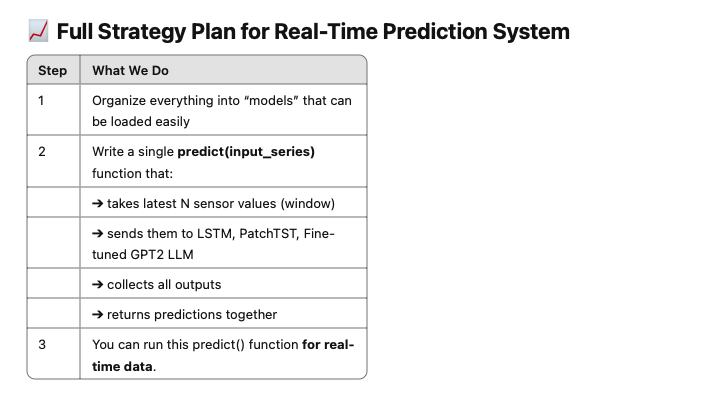 📈 Full Strategy Plan for Real-Time Prediction System
Step What We Do
1 Organize everything into “models” that can
be loaded easily
2 Write a single predict(input_series)
function that:
➔ takes latest N sensor values (window)
➔ sends them to LSTM, PatchTST, Fine-
tuned GPT2 LLM
➔ collects all outputs
➔ returns predictions together
3 You can run this predict() function for real-
time data.